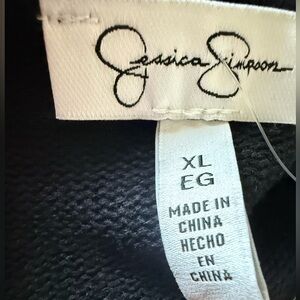 Jessica Simpson
XL
EG
MADE IN
CHINA
HECHO
EN
CHINA